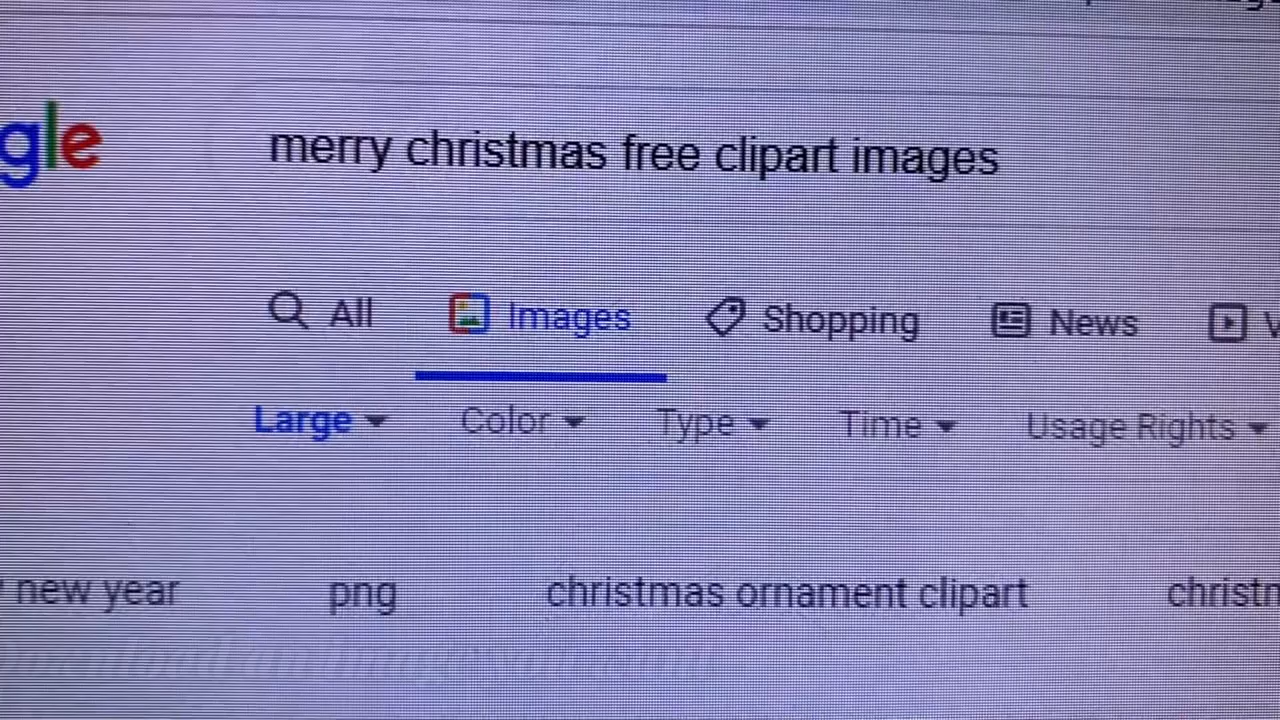 gle merry christmas free clipart images
All Images Shopping News
Large Color Type Time Usage Rights
new year png christmas ornament clipart